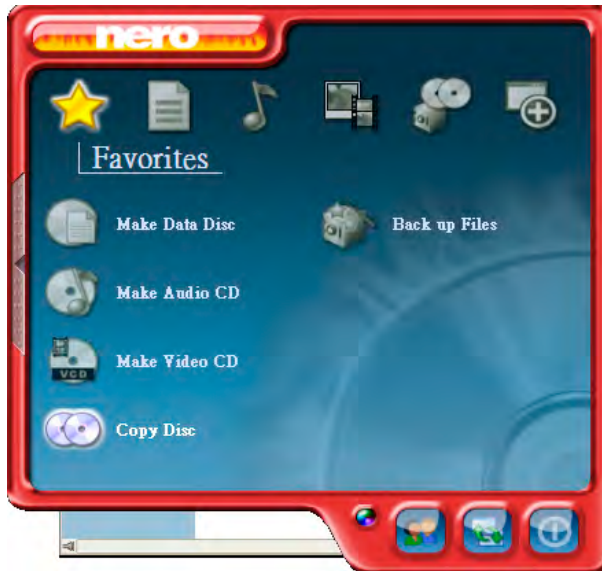 nero
Favorites
Make Data Disc
Back up Files
Make Audio CD
Make Video CD
VCD
Copy Disc